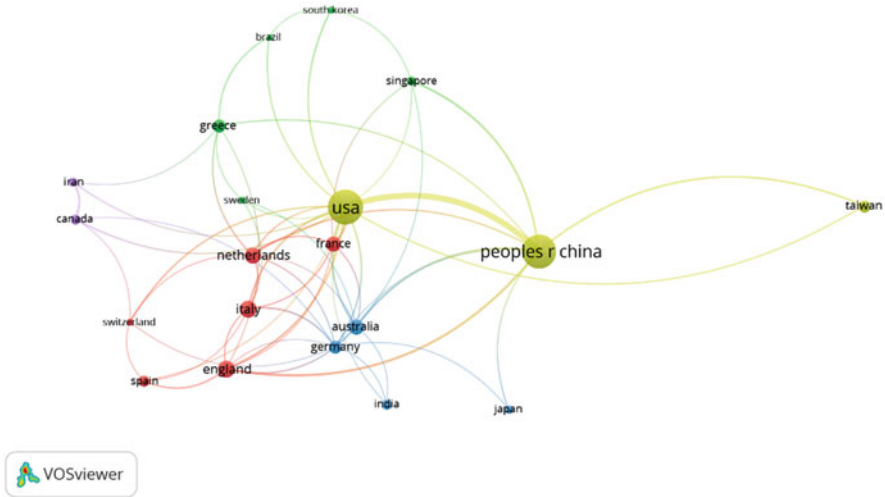 south korea
brazil
singapore
greece
iran
sweden
canada
usa
taiwan
france
netherlands
peoples r china
italy
switzerland
australia
germany
england
spain
india
japan
VOSviewer